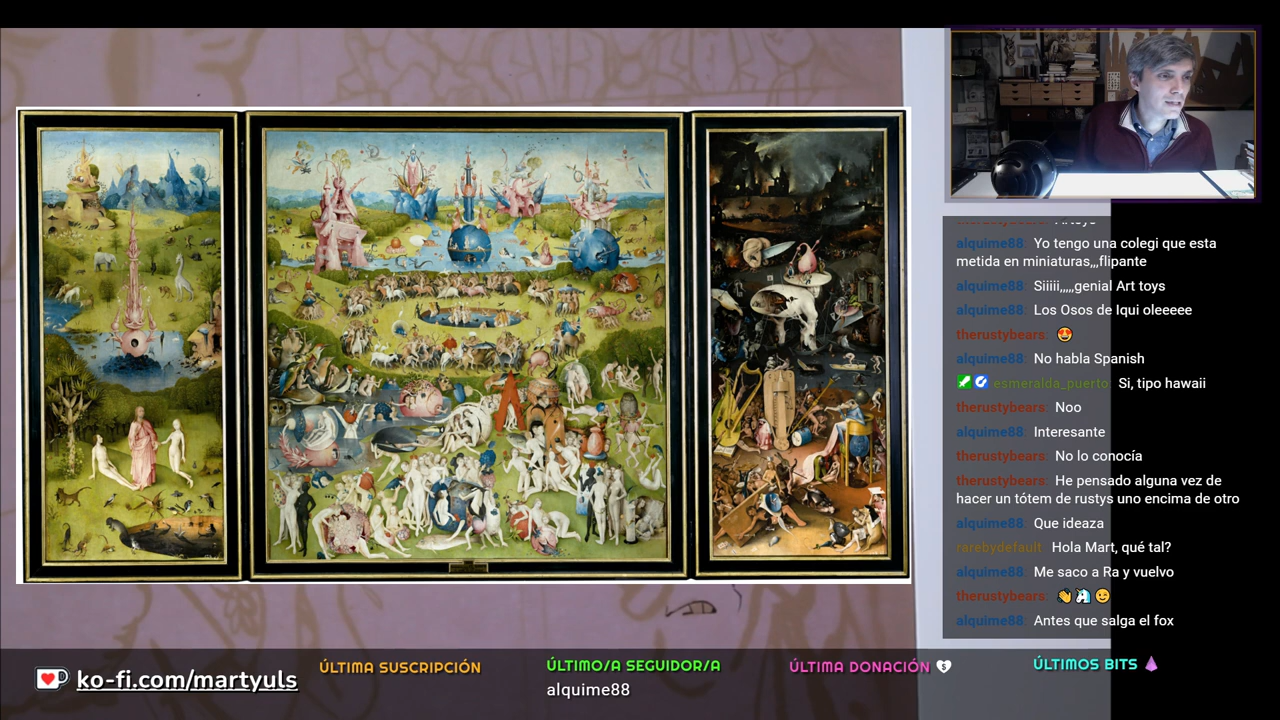 alquime88: Yo tengo una colegi que esta
metida en miniaturas,,,flipante
alquime88: Siiiii,,,,,genial Art toys
alquime88: Los Osos de Iqui oleeeee
therustybears: 😍
alquime88: No habla Spanish
esmeralda_puerto: Si, tipo hawaii
therustybears: Noo
alquime88: Interesante
therustybears: No lo conocía
therustybears: He pensado alguna vez de
hacer un tótem de rustys uno encima de otro
alquime88: Que ideaza
rarebydefault: Hola Mart, qué tal?
alquime88: Me saco a Ra y vuelvo
therustybears: 👏🦄😉
alquime88: Antes que salga el fox
ko-fi.com/martyuls
ÚLTIMA SUSCRIPCIÓN
ÚLTIMO/A SEGUIDOR/A
alquime88
ÚLTIMA DONACIÓN
ÚLTIMOS BITS